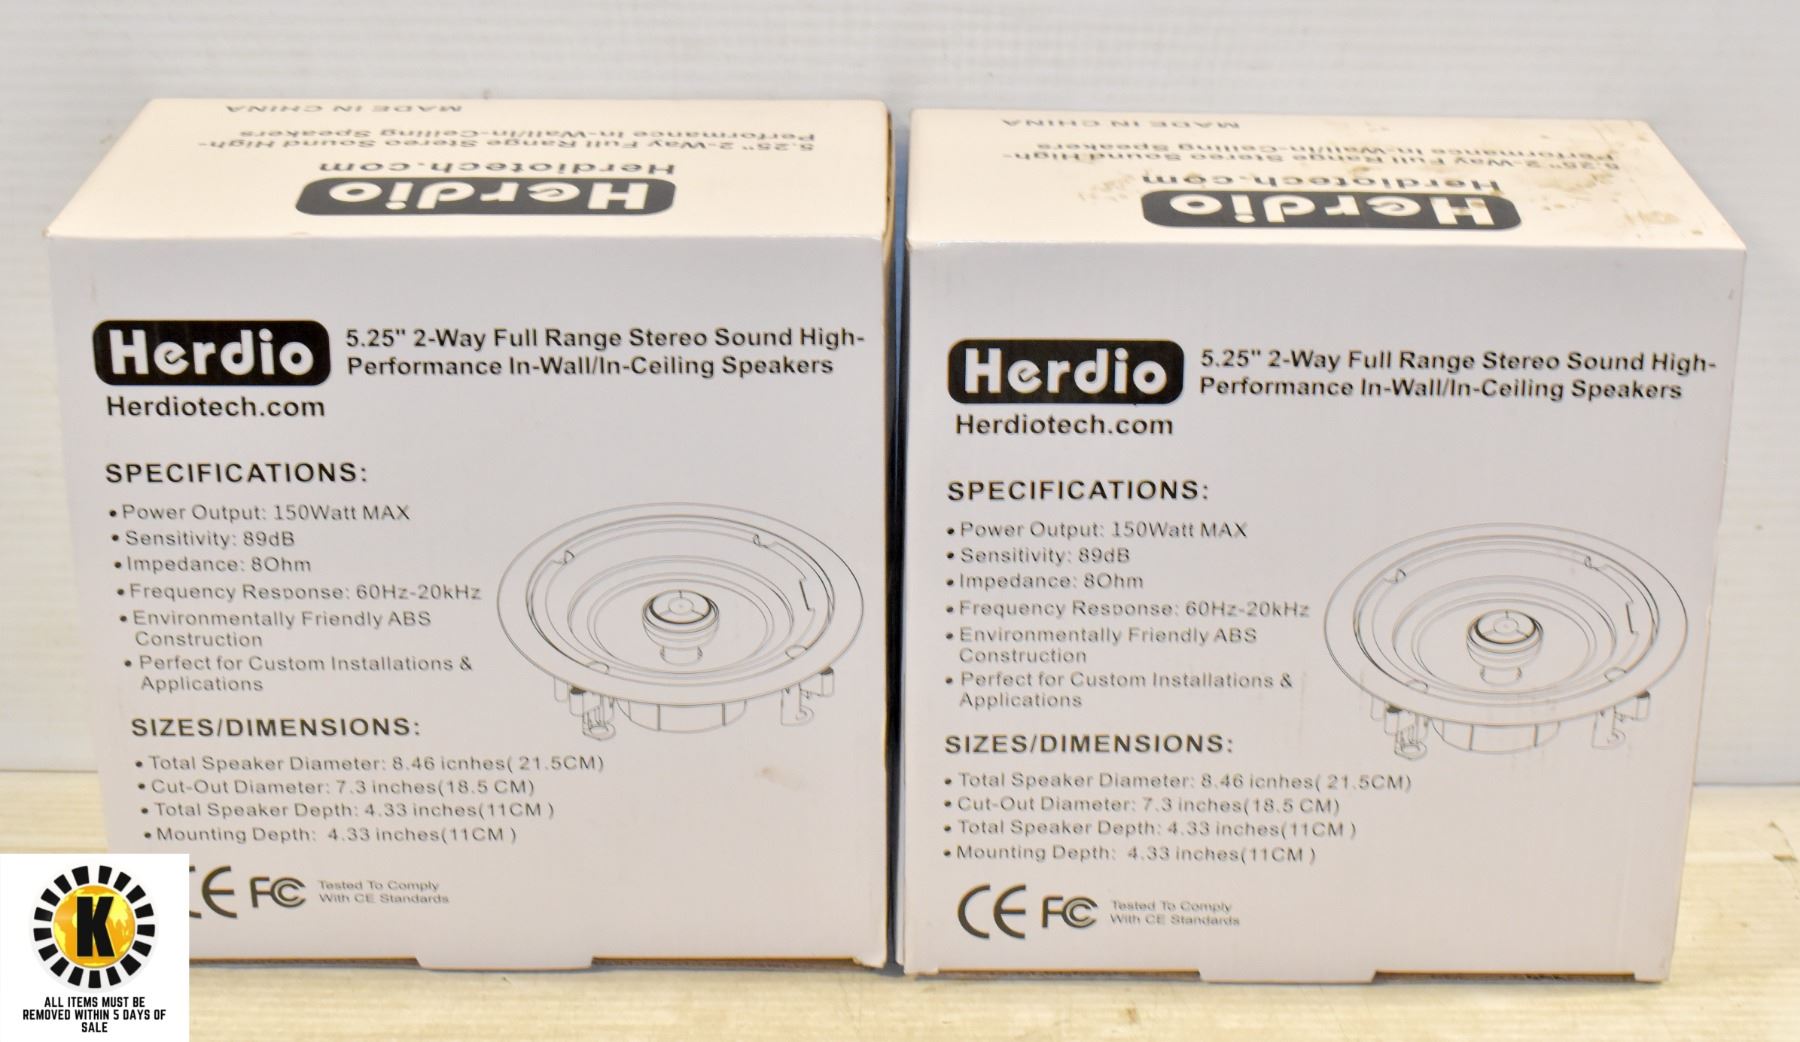 MADE IN CHINA
5.25" 2-Way Full Range Stereo Sound High-
Performance In-Wall/In-Ceiling Speakers
Herdiotech.com
Herdio
Herdio
5.25" 2-Way Full Range Stereo Sound High-
Performance In-Wall/In-Ceiling Speakers
Herdiotech.com
SPECIFICATIONS:
• Power Output: 150Watt MAX
• Sensitivity: 89dB
• Impedance: 8Ohm
• Frequency Response: 60Hz-20kHz
• Environmentally Friendly ABS
Construction
• Perfect for Custom Installations &
Applications
SIZES/DIMENSIONS:
• Total Speaker Diameter: 8.46 icnhes( 21.5CM)
• Cut-Out Diameter: 7.3 inches(18.5 CM)
• Total Speaker Depth: 4.33 inches(11CM )
• Mounting Depth: 4.33 inches(11CM )
CE FC Tested To Comply
With CE Standards
MADE IN CHINA
5.25" 2-Way Full Range Stereo Sound High-
Performance In-Wall/In-Ceiling Speakers
Herdiotech.com
Herdio
Herdio
5.25" 2-Way Full Range Stereo Sound High-
Performance In-Wall/In-Ceiling Speakers
Herdiotech.com
SPECIFICATIONS:
• Power Output: 150Watt MAX
• Sensitivity: 89dB
• Impedance: 8Ohm
• Frequency Response: 60Hz-20kHz
• Environmentally Friendly ABS
Construction
• Perfect for Custom Installations &
Applications
SIZES/DIMENSIONS:
• Total Speaker Diameter: 8.46 icnhes( 21.5CM)
• Cut-Out Diameter: 7.3 inches(18.5 CM)
• Total Speaker Depth: 4.33 inches(11CM )
• Mounting Depth: 4.33 inches(11CM )
CE FC Tested To Comply
With CE Standards
K
ALL ITEMS MUST BE
REMOVED WITHIN 5 DAYS OF
SALE